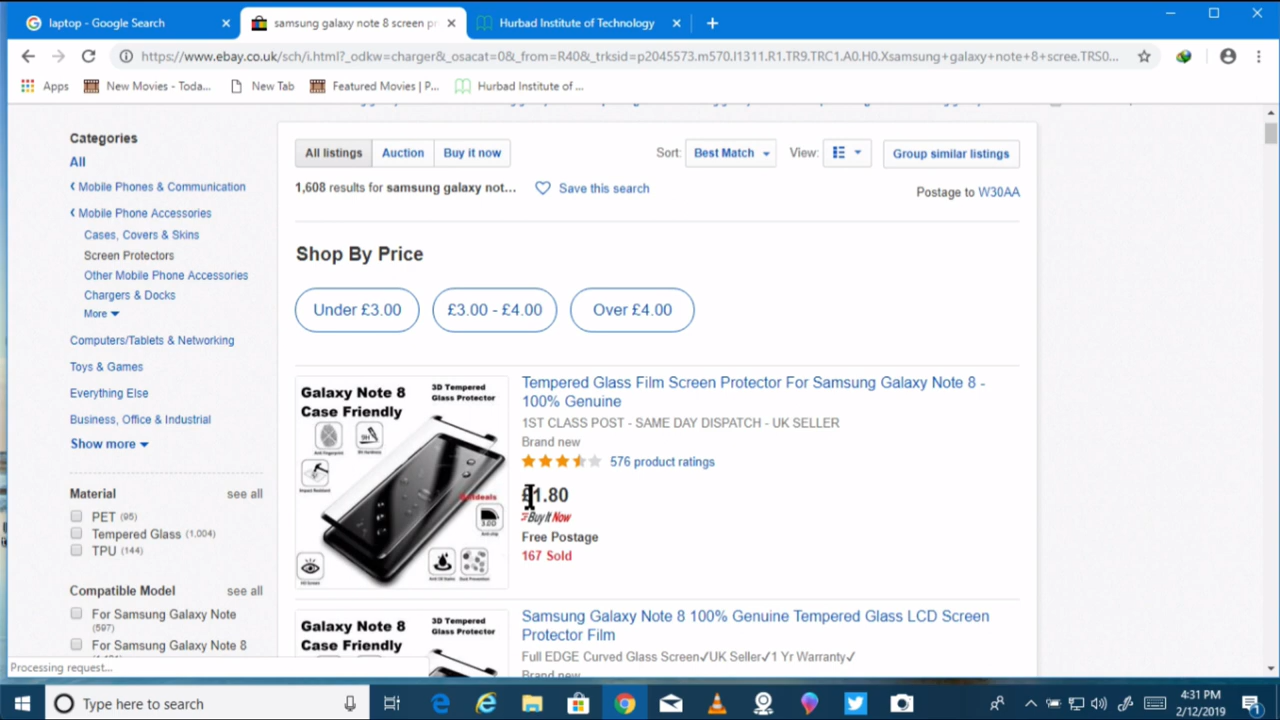 laptop - Google Search
samsung galaxy note 8 screen pr
Hurbad Institute of Technology
https://www.ebay.co.uk/sch/i.html?_odkw=charger&_osacat=0&_from=R40&_trksid=p2045573.m570.l1311.R1.TR9.TRC1.A0.H0.Xsamsung+galaxy+note+8+scree.TRS0...
Apps
New Movies - Toda...
New Tab
Featured Movies | P...
Hurbad Institute of ...
Categories
All
Mobile Phones & Communication
Mobile Phone Accessories
Cases, Covers & Skins
Screen Protectors
Other Mobile Phone Accessories
Chargers & Docks
More
Computers/Tablets & Networking
Toys & Games
Everything Else
Business, Office & Industrial
Show more
Material see all
PET (95)
Tempered Glass (1,004)
TPU (144)
Compatible Model see all
For Samsung Galaxy Note
(597)
For Samsung Galaxy Note 8
Processing request...
All listings Auction Buy it now
Sort: Best Match View: Group similar listings
1,608 results for samsung galaxy not... Save this search
Postage to W30AA
Shop By Price
Under £3.00 £3.00 - £4.00 Over £4.00
Galaxy Note 8
Case Friendly
3D Tempered
Glass Protector
9H
3.0D
Tempered Glass Film Screen Protector For Samsung Galaxy Note 8 -
100% Genuine
1ST CLASS POST - SAME DAY DISPATCH - UK SELLER
Brand new
576 product ratings
£1.80
Buy It Now
Free Postage
167 Sold
Galaxy Note 8
Case Friendly
3D Tempered
Glass Protector
Samsung Galaxy Note 8 100% Genuine Tempered Glass LCD Screen
Protector Film
Full EDGE Curved Glass Screen✓UK Seller✓1 Yr Warranty✓
Brand new
Type here to search
4:31 PM
2/12/2019
1